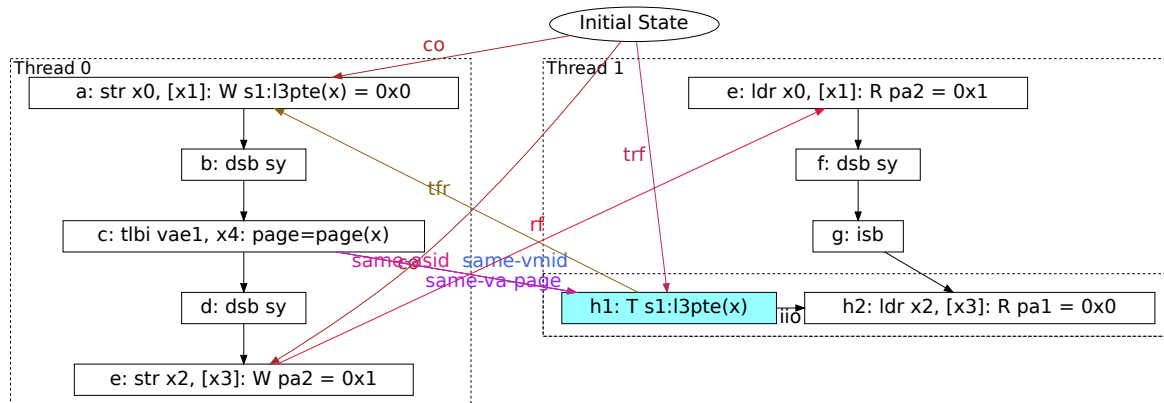 Initial State
co
Thread 0
Thread 1
a: str x0, [x1]: W s1:l3pte(x) = 0x0
e: ldr x0, [x1]: R pa2 = 0x1
b: dsb sy
trf
f: dsb sy
tfr
rf
c: tlbi vae1, x4: page=page(x)
g: isb
same-asid
co
same-vmid
same-va-page
d: dsb sy
h1: T s1:l3pte(x)
iio
h2: ldr x2, [x3]: R pa1 = 0x0
e: str x2, [x3]: W pa2 = 0x1